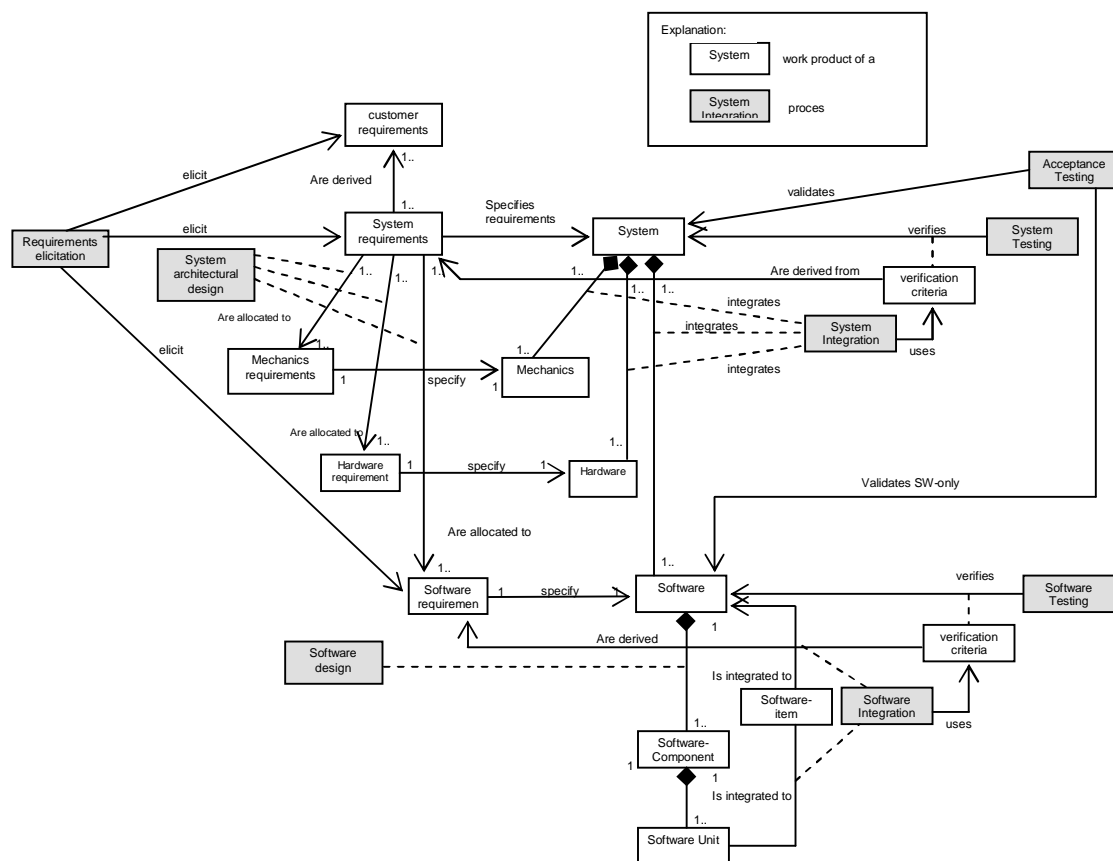 Explanation:
System
work product of a
System
Integration
proces
customer
requirements
Acceptance
Testing
1..
elicit
Are derived
validates
1..
Specifies
requirements
Requirements
elicitation
elicit
System
requirements
System
verifies
System
Testing
System
architectural
design
1..
1..
1..
1..
1..
1..
Are derived from
verification
criteria
integrates
Are allocated to
System
Integration
integrates
uses
elicit
1..
1..
Mechanics
requirements
1
specify
1
Mechanics
integrates
Are allocated to
1..
1..
Hardware
requirement
1
specify
1
Hardware
Validates SW-only
Are allocated to
1..
1..
Software
requiremen
1
specify
1
Software
verifies
Software
Testing
1
Are derived
verification
criteria
Software
design
Is integrated to
Software-
item
Software
Integration
uses
1..
Software-
Component
1
1
Is integrated to
1..
Software Unit